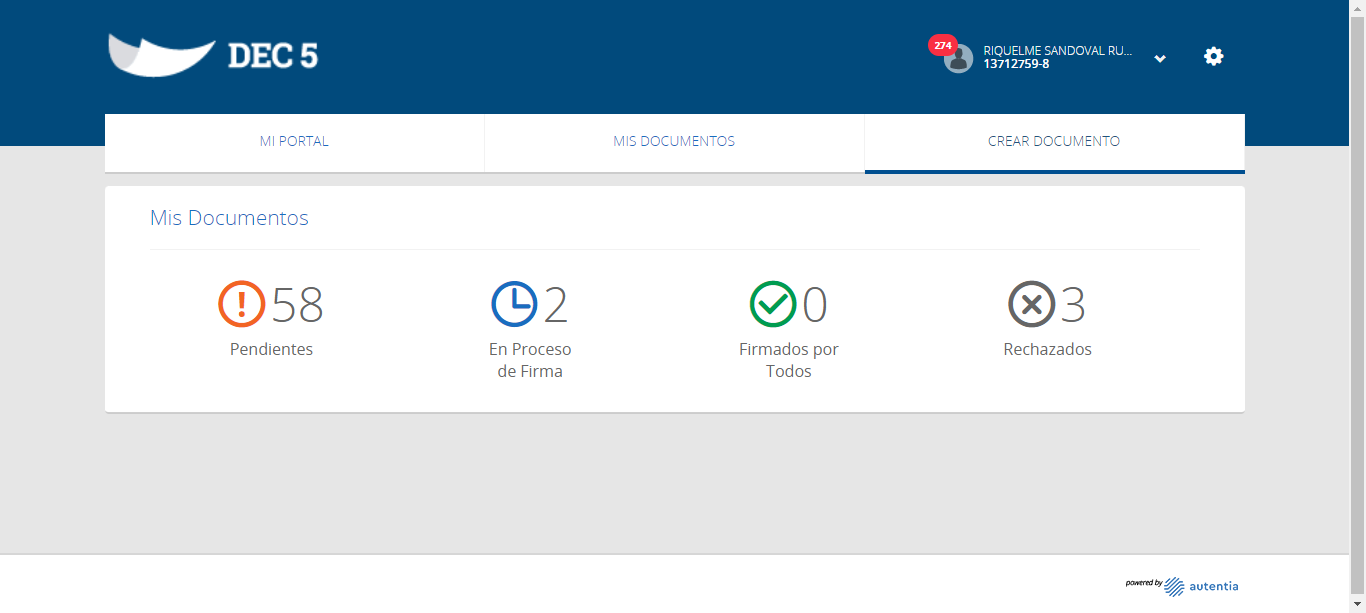 DEC 5
274
RIQUELME SANDOVAL RU...
13712759-8
MI PORTAL
MIS DOCUMENTOS
CREAR DOCUMENTO
Mis Documentos
58
Pendientes
2
En Proceso
de Firma
0
Firmados por
Todos
3
Rechazados
powered by autentia